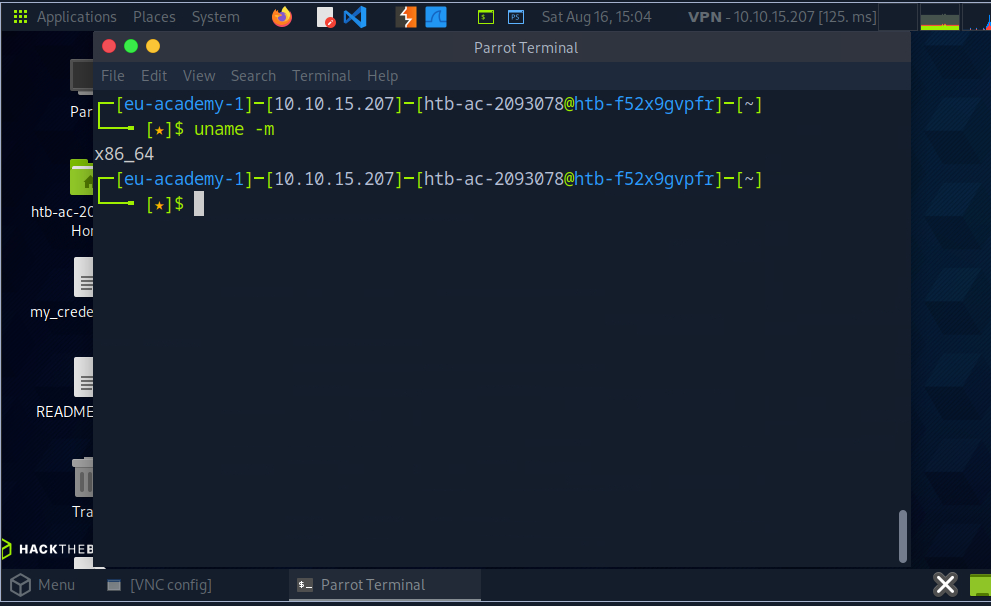 Applications Places System Sat Aug 16, 15:04 VPN - 10.10.15.207 [125. ms]
Parrot Terminal
File Edit View Search Terminal Help
[eu-academy-1]─[10.10.15.207]─[htb-ac-2093078@htb-f52x9gvpfr]─[~]
[★]$ uname -m
x86_64
[eu-academy-1]─[10.10.15.207]─[htb-ac-2093078@htb-f52x9gvpfr]─[~]
[★]$
Par
htb-ac-20
Hor
my_crede
README
Tra
HACKTHEB
Menu [VNC config] Parrot Terminal